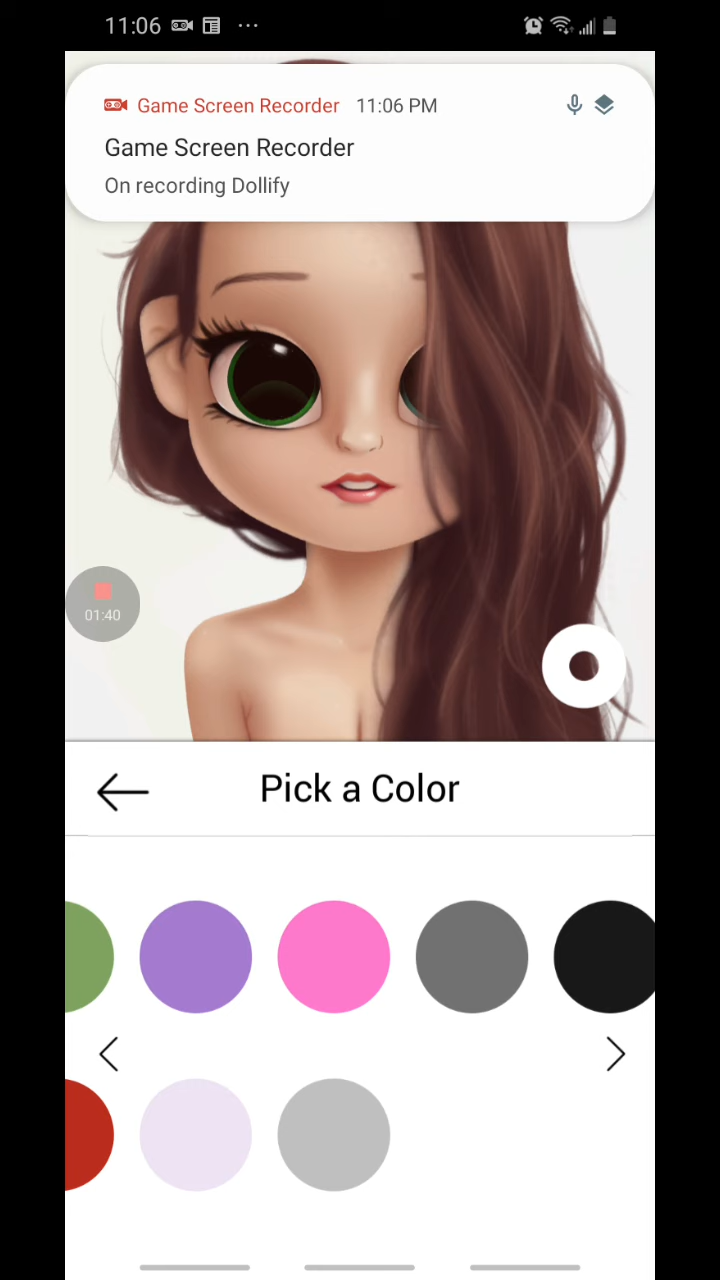 11:06
Game Screen Recorder 11:06 PM
Game Screen Recorder
On recording Dollify
01:40
Pick a Color